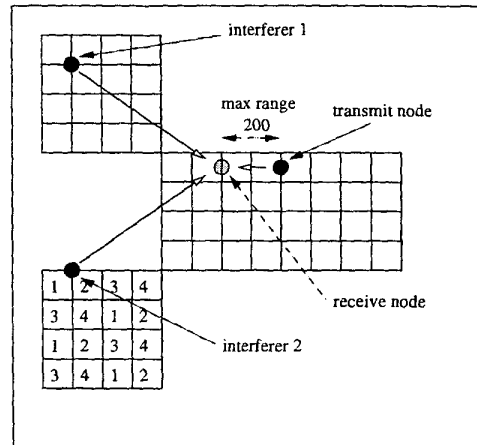 interferer 1
max range
200
transmit node
receive node
interferer 2
1 2 3 4
3 4 1 2
1 2 3 4
3 4 1 2